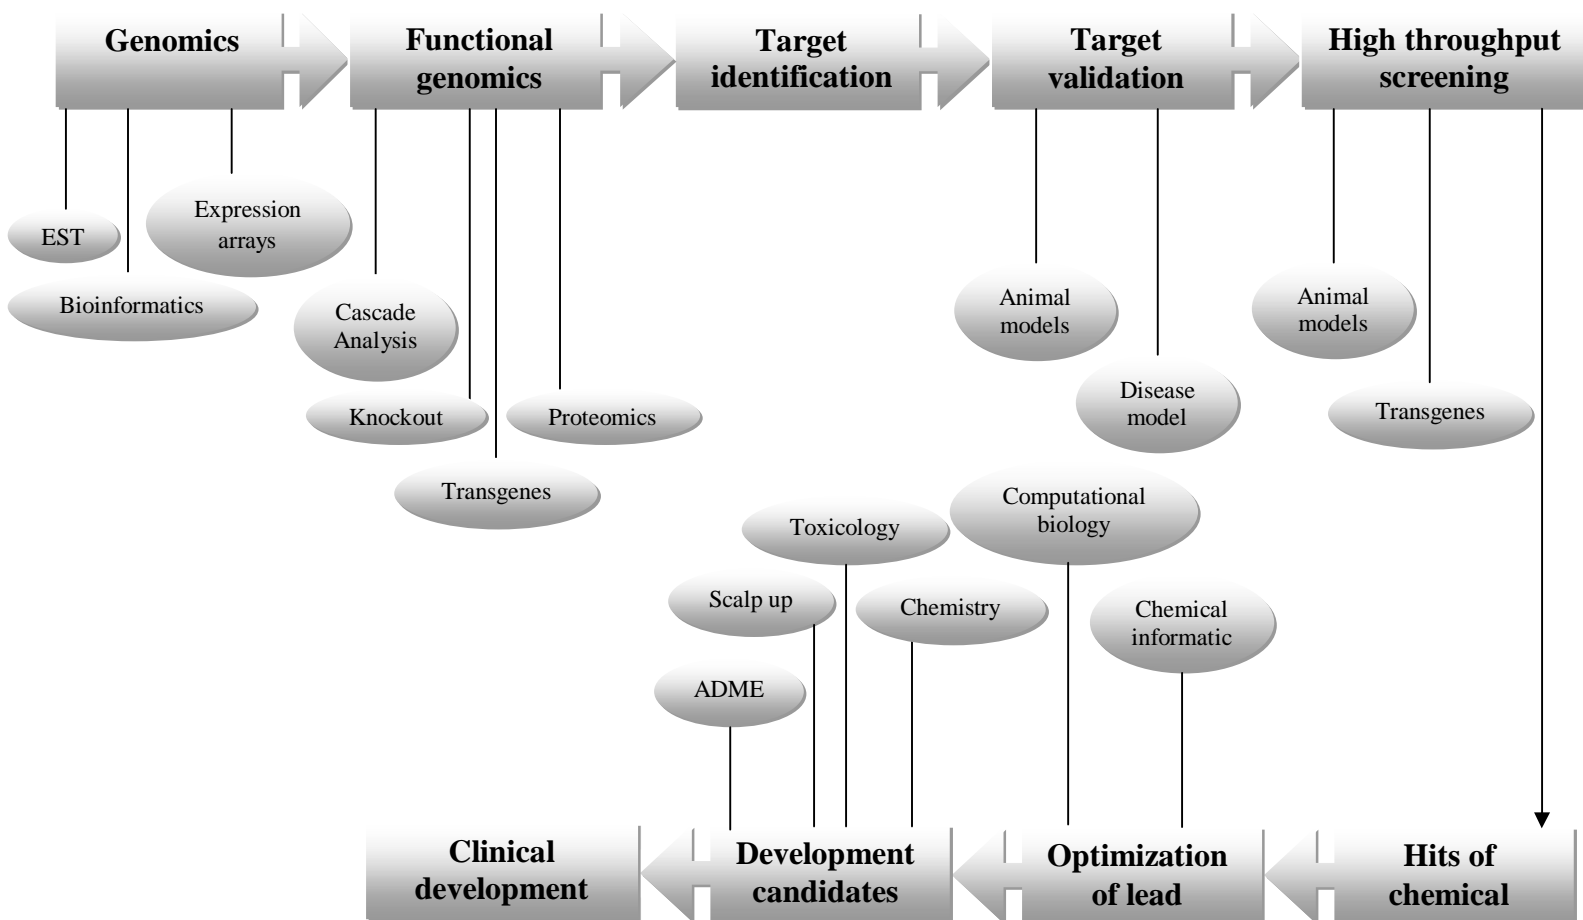 Genomics
Functional
genomics
Target
identification
Target
validation
High throughput
screening
EST
Expression
arrays
Bioinformatics
Cascade
Analysis
Knockout
Proteomics
Transgenes
Animal
models
Disease
model
Animal
models
Transgenes
Computational
biology
Toxicology
Scalp up
Chemistry
Chemical
informatic
ADME
Clinical
development
Development
candidates
Optimization
of lead
Hits of
chemical